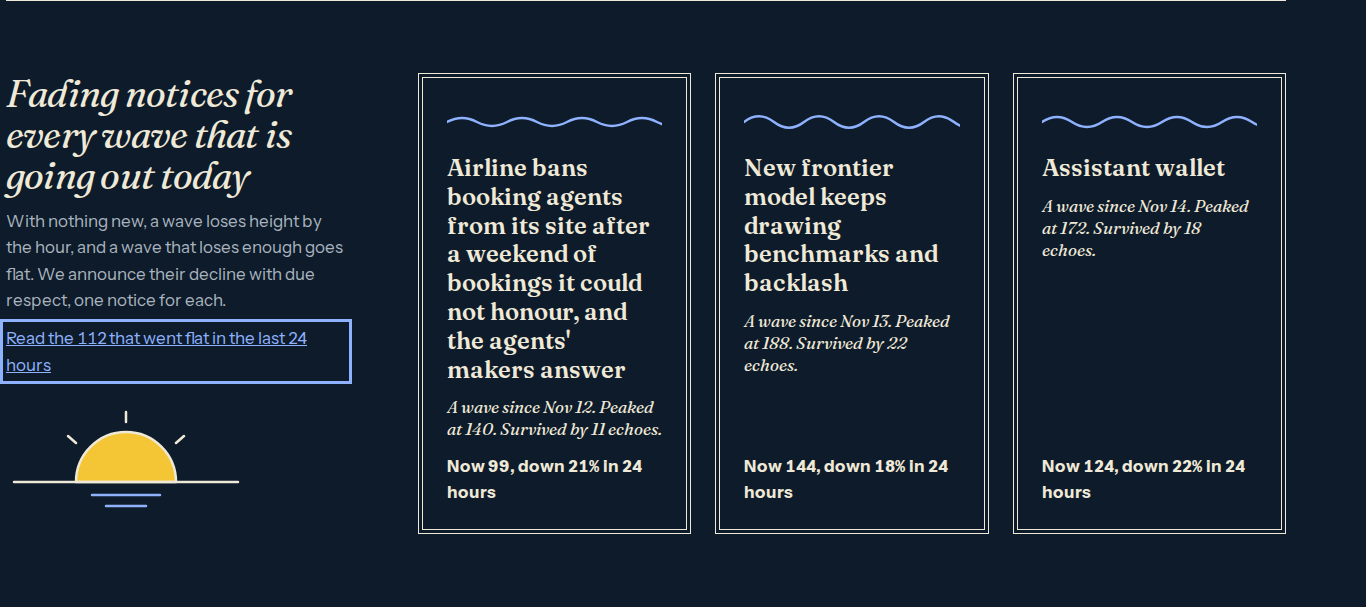 Fading notices for
every wave that is
going out today
With nothing new, a wave loses height by
the hour, and a wave that loses enough goes
flat. We announce their decline with due
respect, one notice for each.
Read the 112 that went flat in the last 24
hours
Airline bans
booking agents
from its site after
a weekend of
bookings it could
not honour, and
the agents'
makers answer
A wave since Nov 12. Peaked
at 140. Survived by 11 echoes.
Now 99, down 21% in 24
hours
New frontier
model keeps
drawing
benchmarks and
backlash
A wave since Nov 13. Peaked
at 188. Survived by 22
echoes.
Now 144, down 18% in 24
hours
Assistant wallet
A wave since Nov 14. Peaked
at 172. Survived by 18
echoes.
Now 124, down 22% in 24
hours